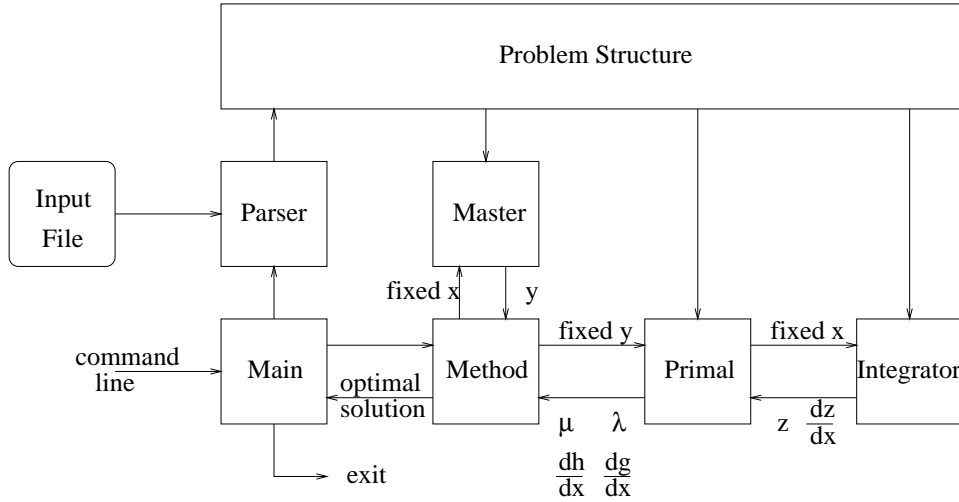 Problem Structure
Input
File
Parser
Master
fixed x
y
command
line
Main
optimal
solution
Method
fixed y
μ λ
dh
dx
dg
dx
Primal
fixed x
z
dz
dx
Integrator
exit